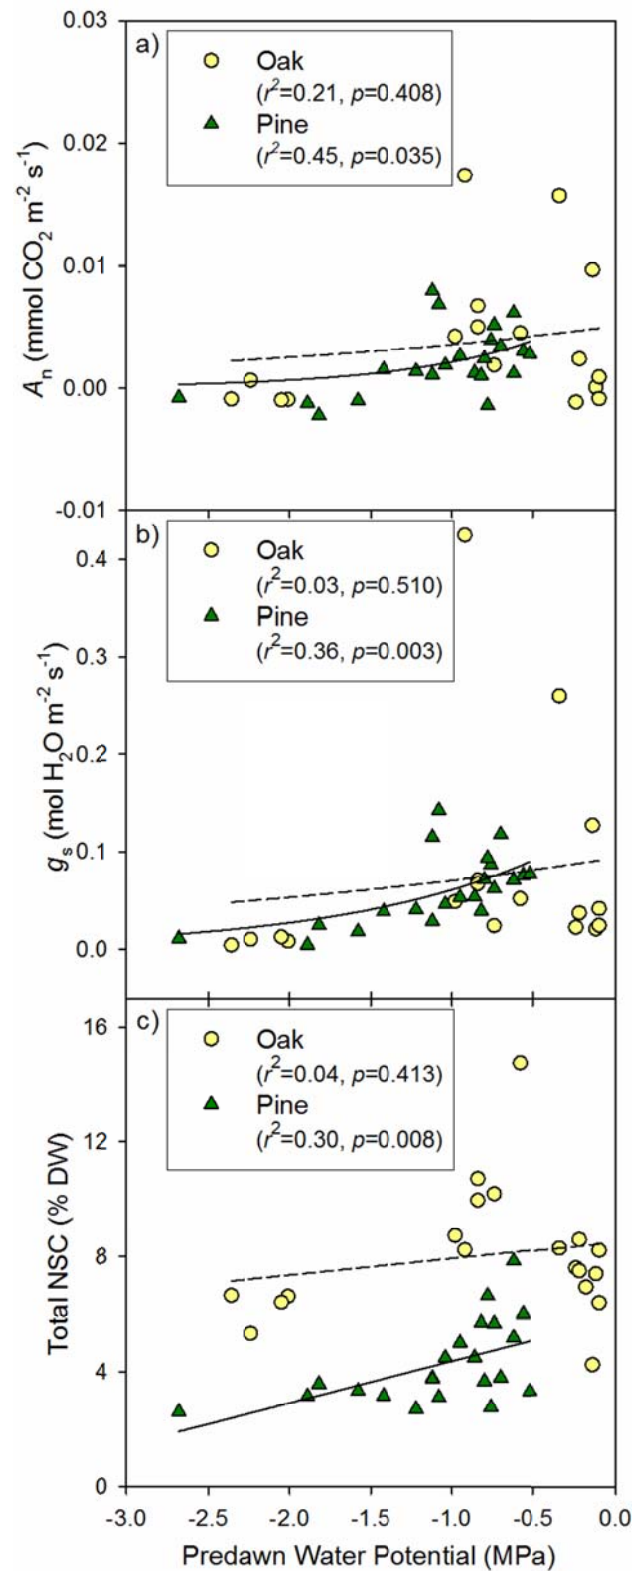 0.03
a)
Oak
(r²=0.21, p=0.408)
Pine
(r²=0.45, p=0.035)
0.02
0.01
0.00
-0.01
Aₙ (mmol CO₂ m⁻² s⁻¹)
b)
Oak
(r²=0.03, p=0.510)
Pine
(r²=0.36, p=0.003)
0.4
0.3
0.2
0.1
0.0
gₛ (mol H₂O m⁻² s⁻¹)
c)
Oak
(r²=0.04, p=0.413)
Pine
(r²=0.30, p=0.008)
16
12
8
4
0
Total NSC (% DW)
-3.0 -2.5 -2.0 -1.5 -1.0 -0.5 0.0
Predawn Water Potential (MPa)